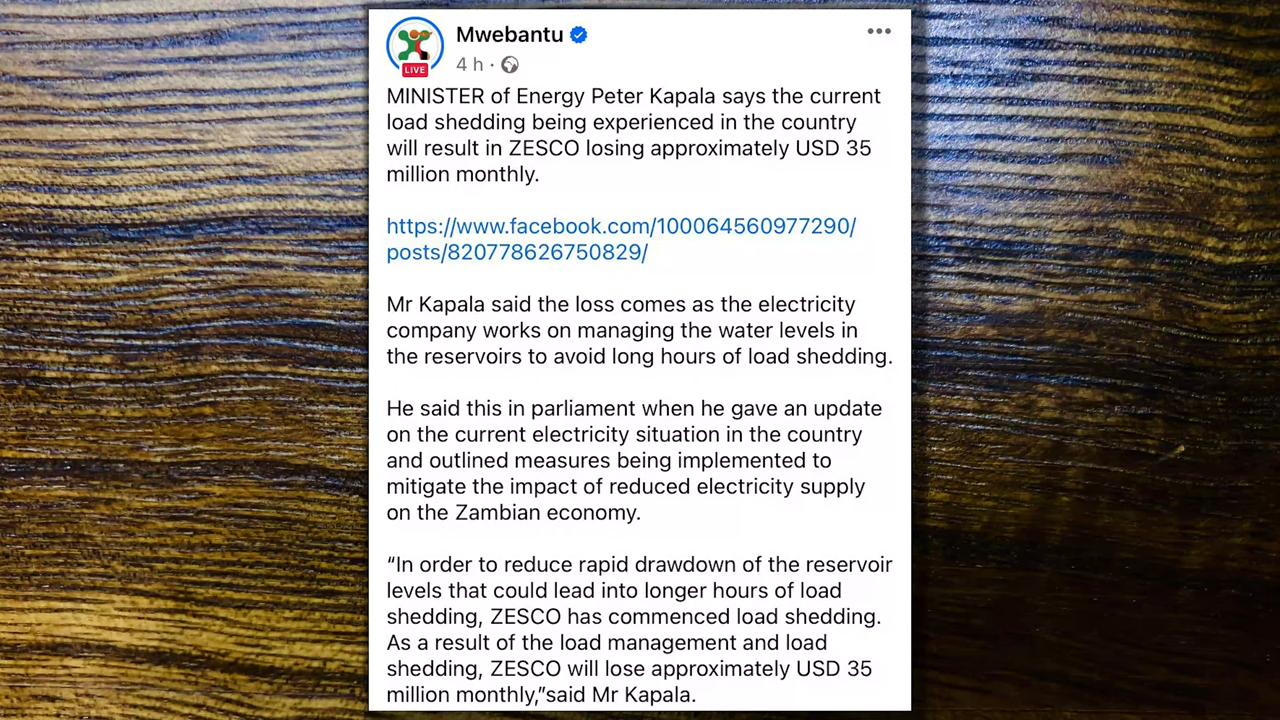 Mwebantu
LIVE
4 h ·
MINISTER of Energy Peter Kapala says the current
load shedding being experienced in the country
will result in ZESCO losing approximately USD 35
million monthly.
https://www.facebook.com/100064560977290/
posts/820778626750829/
Mr Kapala said the loss comes as the electricity
company works on managing the water levels in
the reservoirs to avoid long hours of load shedding.
He said this in parliament when he gave an update
on the current electricity situation in the country
and outlined measures being implemented to
mitigate the impact of reduced electricity supply
on the Zambian economy.
“In order to reduce rapid drawdown of the reservoir
levels that could lead into longer hours of load
shedding, ZESCO has commenced load shedding.
As a result of the load management and load
shedding, ZESCO will lose approximately USD 35
million monthly,”said Mr Kapala.